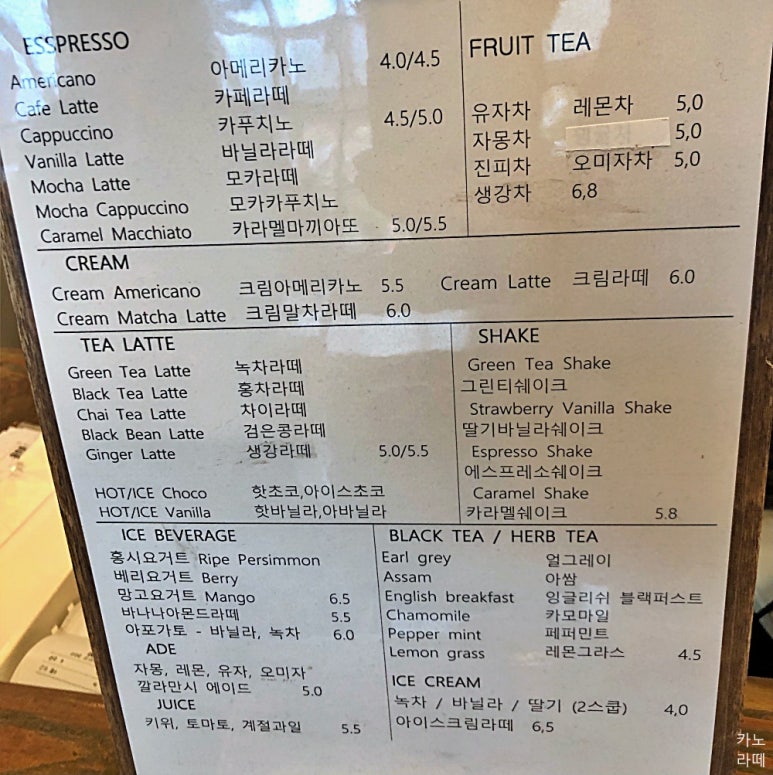 ESSPRESSO
Americano 아메리카노 4.0/4.5
Cafe Latte 카페라떼
Cappuccino 카푸치노 4.5/5.0
Vanilla Latte 바닐라라떼
Mocha Latte 모카라떼
Mocha Cappuccino 모카카푸치노
Caramel Macchiato 카라멜마끼아또 5.0/5.5
FRUIT TEA
유자차 레몬차 5,0
자몽차 5,0
진피차 오미자차 5,0
생강차 6,8
CREAM
Cream Americano 크림아메리카노 5.5 Cream Latte 크림라떼 6.0
Cream Matcha Latte 크림말차라떼 6.0
TEA LATTE
Green Tea Latte 녹차라떼
Black Tea Latte 홍차라떼
Chai Tea Latte 차이라떼
Black Bean Latte 검은콩라떼
Ginger Latte 생강라떼 5.0/5.5
HOT/ICE Choco 핫초코,아이스초코
HOT/ICE Vanilla 핫바닐라,아바닐라
SHAKE
Green Tea Shake
그린티쉐이크
Strawberry Vanilla Shake
딸기바닐라쉐이크
Espresso Shake
에스프레소쉐이크
Caramel Shake
카라멜쉐이크 5.8
ICE BEVERAGE
홍시요거트 Ripe Persimmon
베리요거트 Berry
망고요거트 Mango 6.5
바나나아몬드라떼 5.5
아포가토 - 바닐라, 녹차 6.0
ADE
자몽, 레몬, 유자, 오미자
깔라만시 에이드 5.0
JUICE
키위, 토마토, 계절과일 5.5
BLACK TEA / HERB TEA
Earl grey 얼그레이
Assam 아쌈
English breakfast 잉글리쉬 블랙퍼스트
Chamomile 카모마일
Pepper mint 페퍼민트
Lemon grass 레몬그라스 4.5
ICE CREAM
녹차 / 바닐라 / 딸기 (2스쿱) 4,0
아이스크림라떼 6,5
카노
라떼